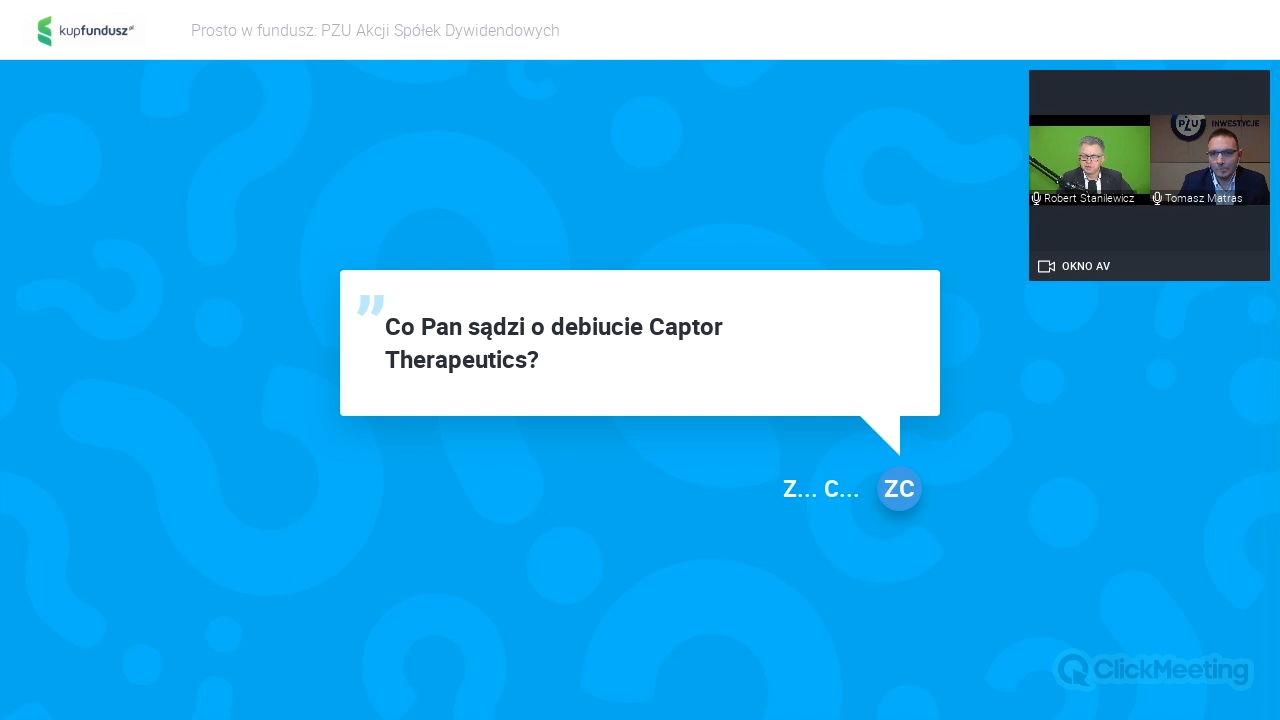 kupfundusz.pl
Prosto w fundusz: PZU Akcji Spółek Dywidendowych
PZU INWESTYCJE
Robert Stanilewicz
Tomasz Matras
OKNO AV
”
Co Pan sądzi o debiucie Captor
Therapeutics?
Z... C... ZC
ClickMeeting